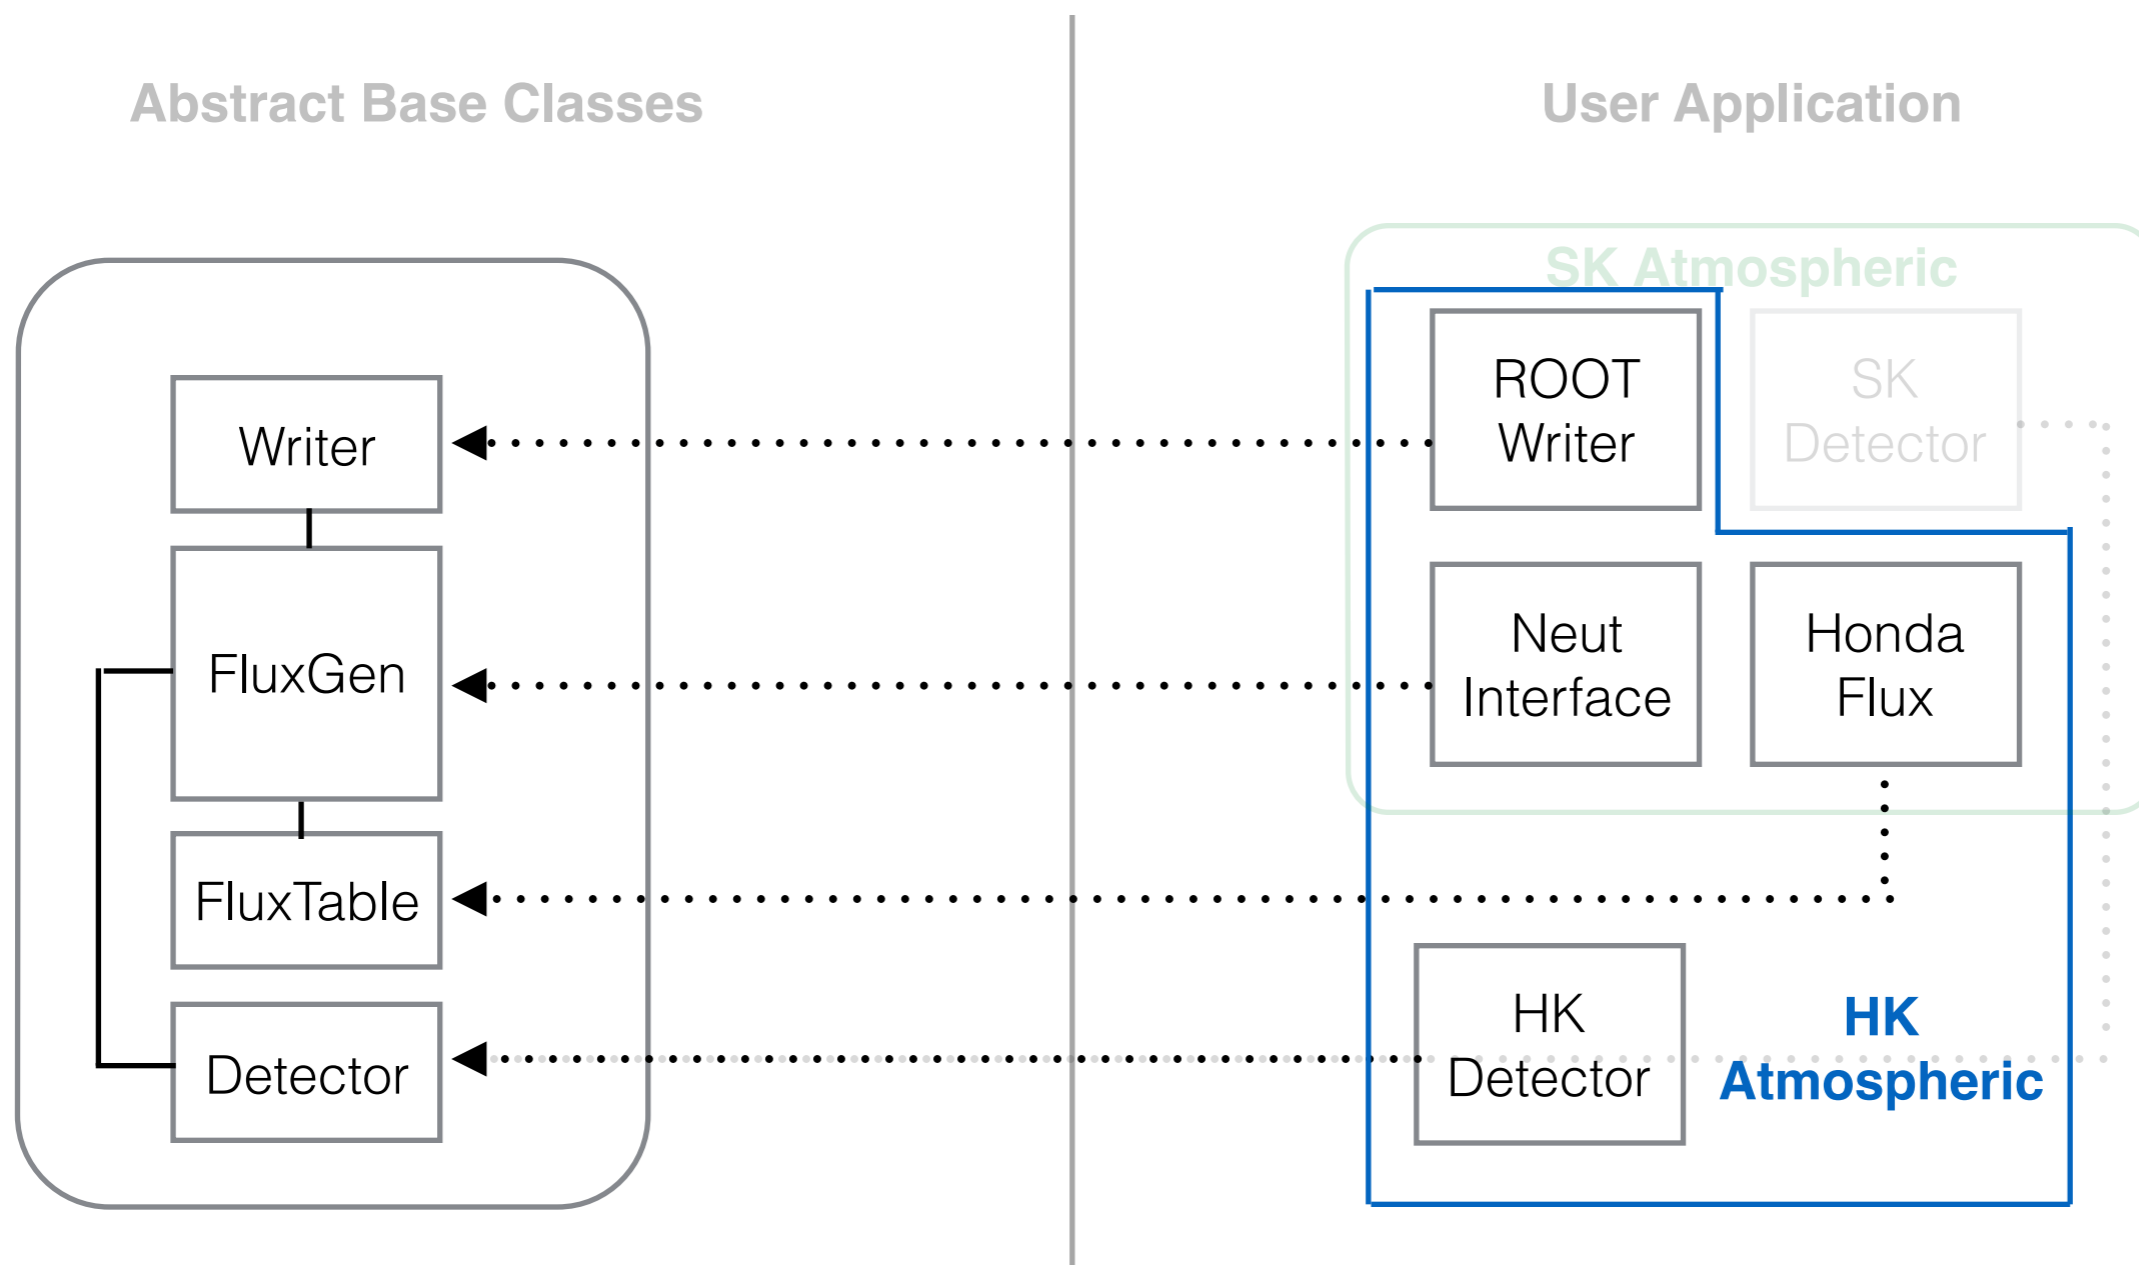 Abstract Base Classes
User Application
SK Atmospheric
Writer
FluxGen
FluxTable
Detector
ROOT
Writer
SK
Detector
Neut
Interface
Honda
Flux
HK
Detector
HK
Atmospheric